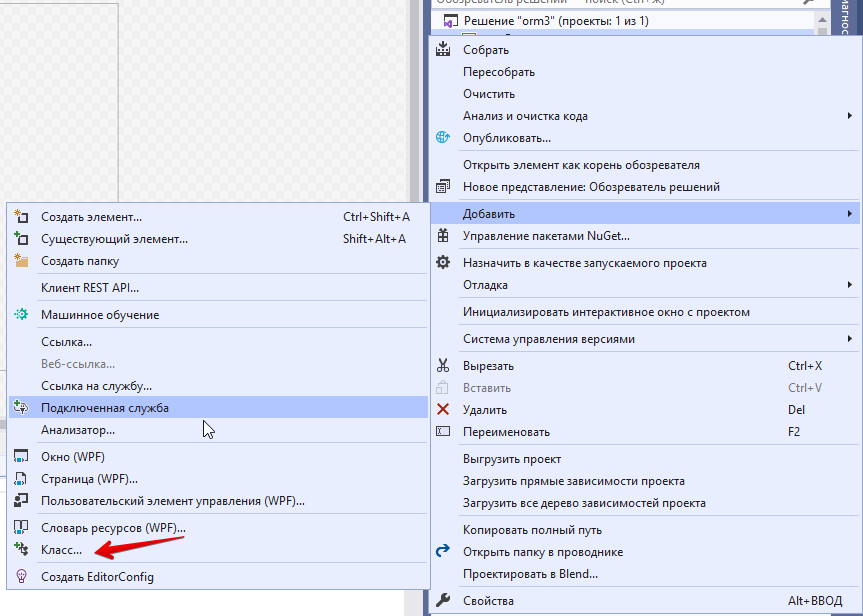 Решение "orm3" (проекты: 1 из 1)
Собрать
Пересобрать
Очистить
Анализ и очистка кода
Опубликовать...
Открыть элемент как корень обозревателя
Новое представление: Обозреватель решений
Добавить
Управление пакетами NuGet...
Назначить в качестве запускаемого проекта
Отладка
Инициализировать интерактивное окно с проектом
Система управления версиями
Вырезать Ctrl+X
Вставить Ctrl+V
Удалить Del
Переименовать F2
Выгрузить проект
Загрузить прямые зависимости проекта
Загрузить все дерево зависимостей проекта
Копировать полный путь
Открыть папку в проводнике
Проектировать в Blend...
Свойства Alt+ВВОД
Создать элемент... Ctrl+Shift+A
Существующий элемент... Shift+Alt+A
Создать папку
Клиент REST API...
Машинное обучение
Ссылка...
Веб-ссылка...
Ссылка на службу...
Подключенная служба
Анализатор...
Окно (WPF)
Страница (WPF)...
Пользовательский элемент управления (WPF)...
Словарь ресурсов (WPF)...
Класс...
Создать EditorConfig